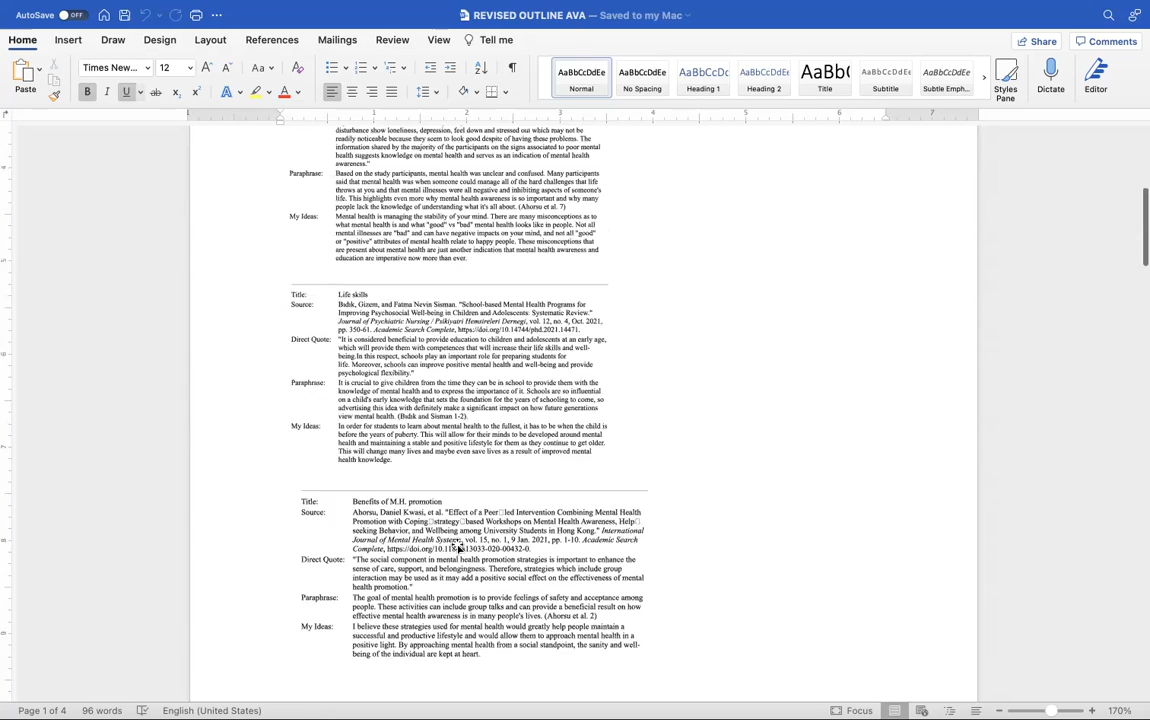 AutoSave OFF
REVISED OUTLINE AVA — Saved to my Mac
Home Insert Draw Design Layout References Mailings Review View Tell me
Share Comments
Paste
Times New... 12
AaBbCcDdEe AaBbCcDdEe AaBbCcDc AaBbCcDdEe AaBb( AaBbCcDdEe AaBbCcDdEe
Normal No Spacing Heading 1 Heading 2 Title Subtitle Subtle Emph...
Styles Pane
Dictate
Editor
disturbance show loneliness, depression, feel down and stressed out which may not be
readily noticeable because they seem to look good despite of having these problems. The
information shared by the majority of the participants on the signs associated to poor mental
health suggests knowledge on mental health and serves as an indication of mental health
awareness."
Paraphrase: Based on the study participants, mental health was unclear and confused. Many participants
said that mental health was when someone could manage all of the hard challenges that life
throws at you and that mental illnesses were all negative and inhibiting aspects of someone's
life. This highlights even more why mental health awareness is so important and why many
people lack the knowledge of understanding what it's all about. (Ahorsu et al. 7)
My Ideas: Mental health is managing the stability of your mind. There are many misconceptions as to
what mental health is and what "good" vs "bad" mental health looks like in people. Not all
mental illnesses are "bad" and can have negative impacts on your mind, and not all "good"
or "positive" attributes of mental health relate to happy people. These misconceptions that
are present about mental health are just another indication that mental health awareness and
education are imperative now more than ever.
Title: Life skills
Source: Bıdık, Gizem, and Fatma Nevin Sisman. "School-based Mental Health Programs for
Improving Psychosocial Well-being in Children and Adolescents: Systematic Review."
Journal of Psychiatric Nursing / Psikiyatri Hemsireleri Dernegi, vol. 12, no. 4, Oct. 2021,
pp. 350-61. Academic Search Complete, https://doi.org/10.14744/phd.2021.14471.
Direct Quote: "It is considered beneficial to provide education to children and adolescents at an early age,
which will provide them with competences that will increase their life skills and well-
being.In this respect, schools play an important role for preparing students for
life. Moreover, schools can improve positive mental health and well-being and provide
psychological flexibility."
Paraphrase: It is crucial to give children from the time they can be in school to provide them with the
knowledge of mental health and to express the importance of it. Schools are so influential
on a child's early knowledge that sets the foundation for the years of schooling to come, so
advertising this idea with definitely make a significant impact on how future generations
view mental health. (Bıdık and Sisman 1-2).
My Ideas: In order for students to learn about mental health to the fullest, it has to be when the child is
before the years of puberty. This will allow for their minds to be developed around mental
health and maintaining a stable and positive lifestyle for them as they continue to get older.
This will change many lives and maybe even save lives as a result of improved mental
health knowledge.
Title: Benefits of M.H. promotion
Source: Ahorsu, Daniel Kwasi, et al. "Effect of a Peer□led Intervention Combining Mental Health
Promotion with Coping□strategy□based Workshops on Mental Health Awareness, Help□
seeking Behavior, and Wellbeing among University Students in Hong Kong." International
Journal of Mental Health Systems, vol. 15, no. 1, 9 Jan. 2021, pp. 1-10. Academic Search
Complete, https://doi.org/10.1186/s13033-020-00432-0.
Direct Quote: "The social component in mental health promotion strategies is important to enhance the
sense of care, support, and belongingness. Therefore, strategies which include group
interaction may be used as it may add a positive social effect on the effectiveness of mental
health promotion."
Paraphrase: The goal of mental health promotion is to provide feelings of safety and acceptance among
people. These activities can include group talks and can provide a beneficial result on how
effective mental health awareness is in many people's lives. (Ahorsu et al. 2)
My Ideas: I believe these strategies used for mental health would greatly help people maintain a
successful and productive lifestyle and would allow them to approach mental health in a
positive light. By approaching mental health from a social standpoint, the sanity and well-
being of the individual are kept at heart.
Page 1 of 4 96 words English (United States) Focus 170%